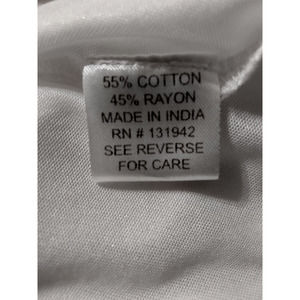 55% COTTON
45% RAYON
MADE IN INDIA
RN # 131942
SEE REVERSE
FOR CARE